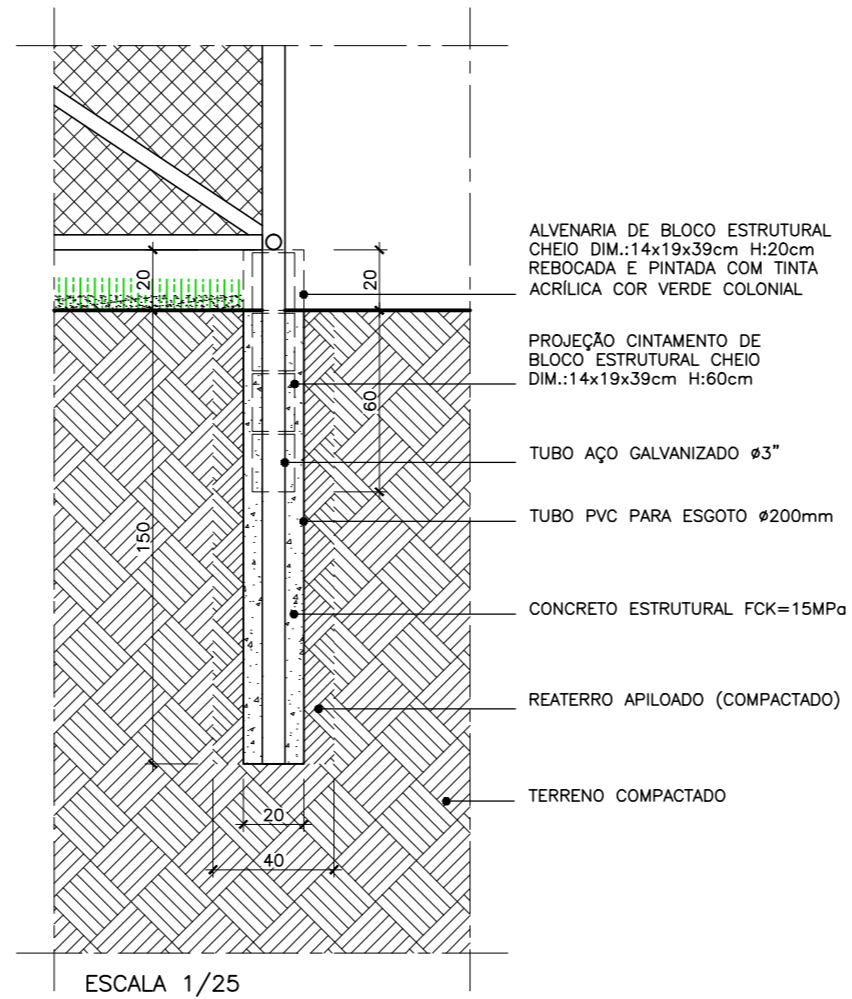 ALVENARIA DE BLOCO ESTRUTURAL
CHEIO DIM.:14x19x39cm H:20cm
REBOCADA E PINTADA COM TINTA
ACRÍLICA COR VERDE COLONIAL
20
20
PROJEÇÃO CINTAMENTO DE
BLOCO ESTRUTURAL CHEIO
DIM.:14x19x39cm H:60cm
60
TUBO AÇO GALVANIZADO ø3"
TUBO PVC PARA ESGOTO ø200mm
150
CONCRETO ESTRUTURAL FCK=15MPa
REATERRO APILOADO (COMPACTADO)
TERRENO COMPACTADO
20
40
ESCALA 1/25